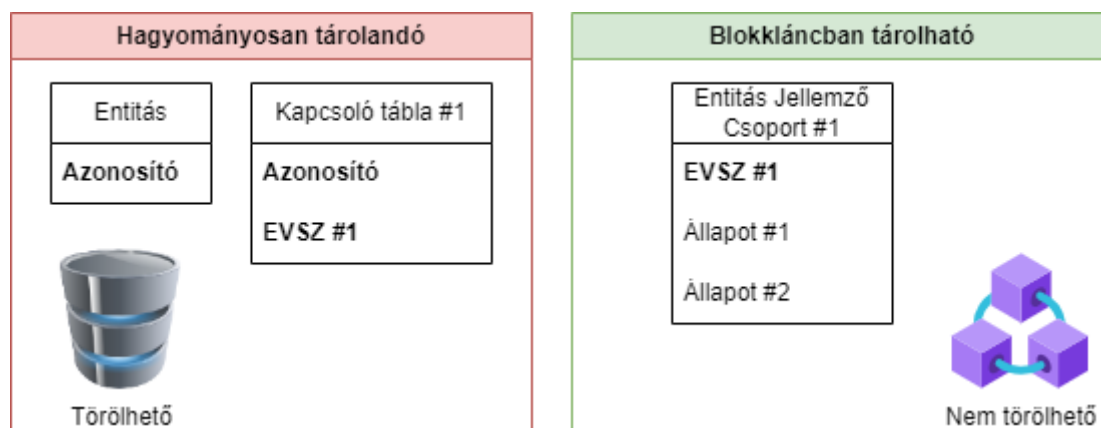 Hagyományosan tárolandó
Entitás
Azonosító
Kapcsoló tábla #1
Azonosító
EVSZ #1
Törölhető
Blokkláncban tárolható
Entitás Jellemző
Csoport #1
EVSZ #1
Állapot #1
Állapot #2
Nem törölhető